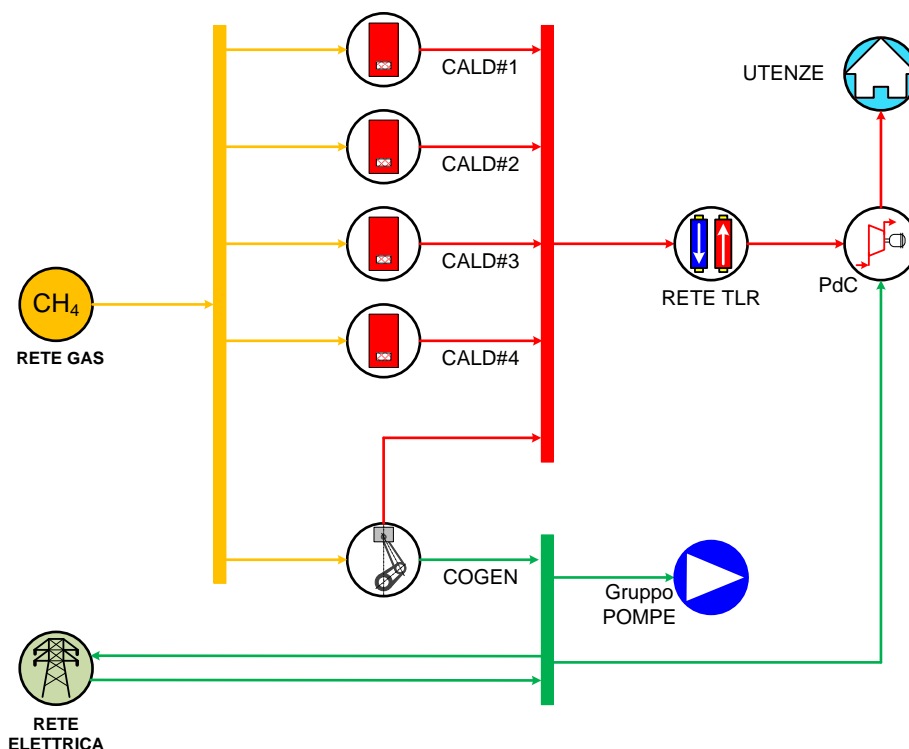 CALD#1
UTENZE
CALD#2
CALD#3
CH4
RETE TLR
PdC
RETE GAS
CALD#4
COGEN
Gruppo
POMPE
RETE
ELETTRICA